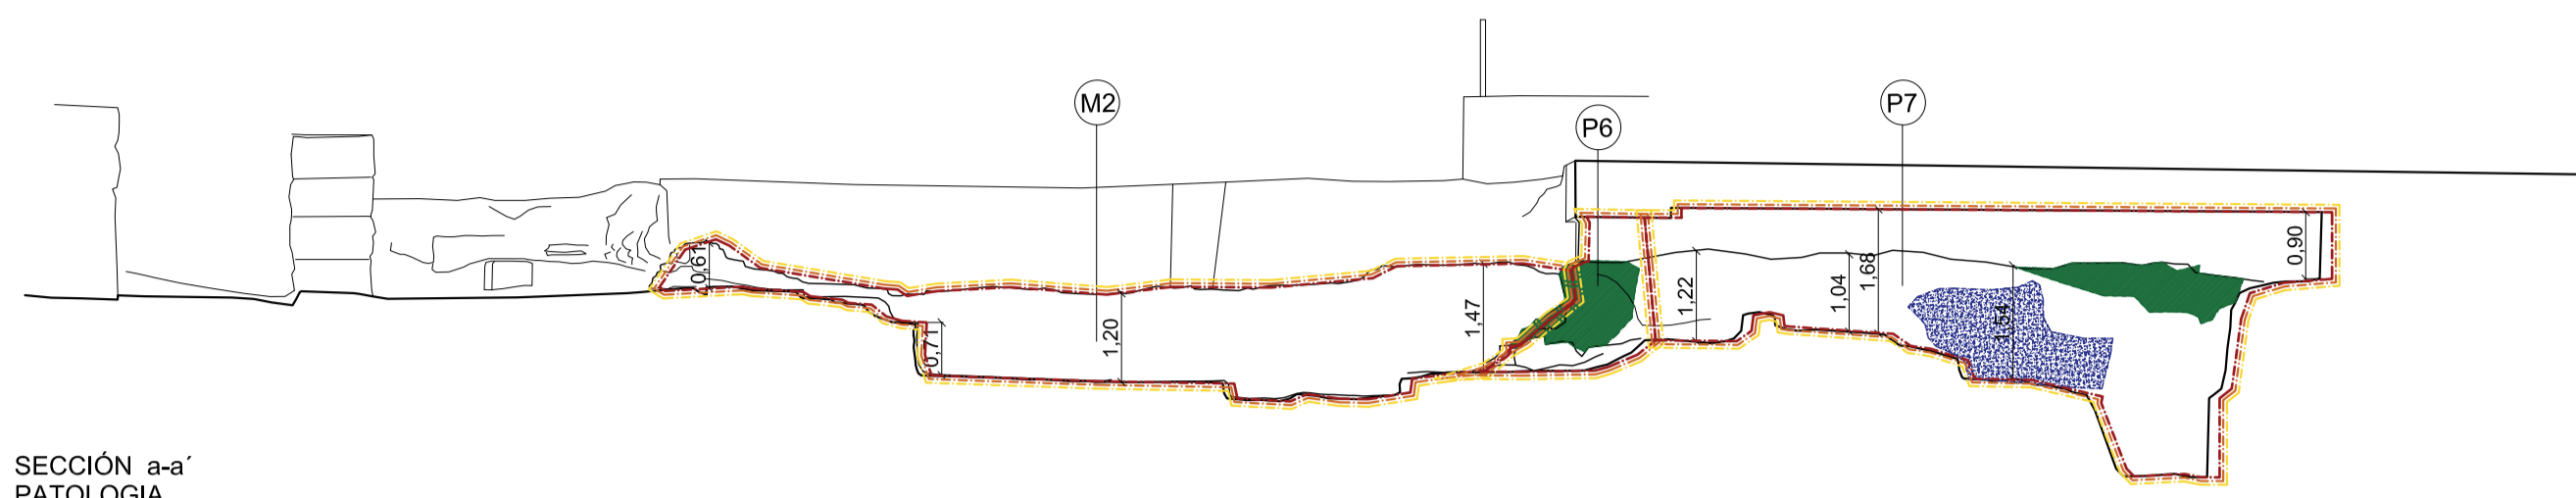 M2
P7
P6
0,61
0,71
1,20
1,47
1,22
1,04
1,68
1,54
0,90
SECCIÓN a-a´
PATOLOGIA